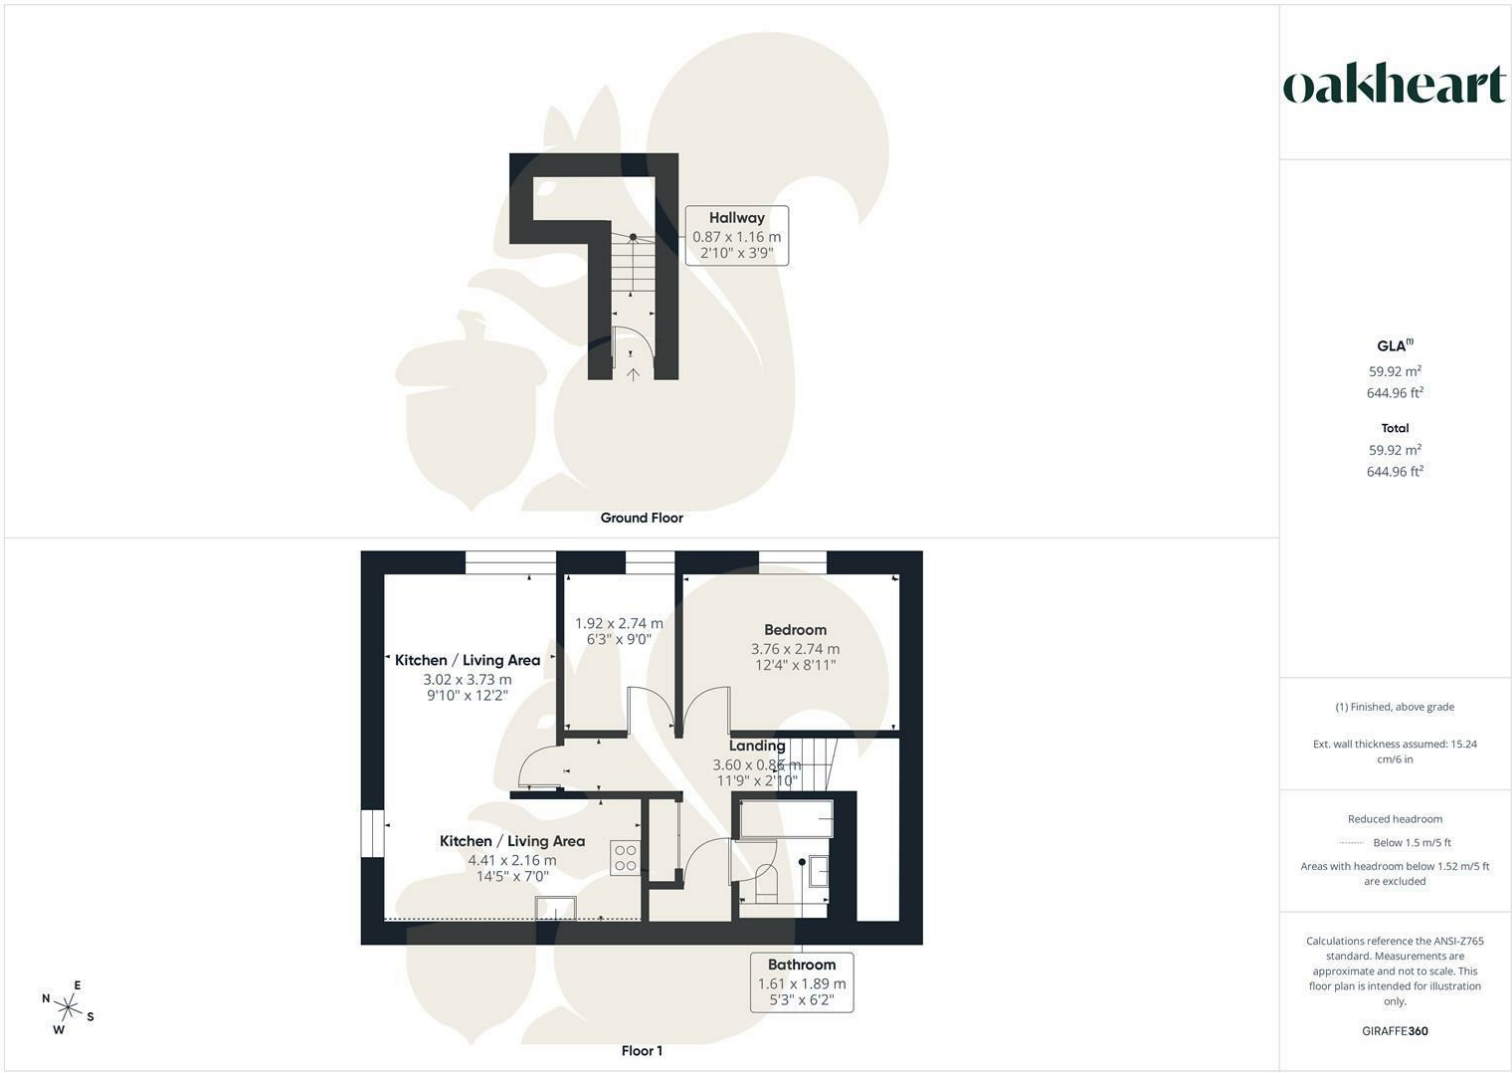 oakheart
Hallway
0.87 x 1.16 m
2'10" x 3'9"
Ground Floor
GLA(1)
59.92 m²
644.96 ft²
Total
59.92 m²
644.96 ft²
Kitchen / Living Area
3.02 x 3.73 m
9'10" x 12'2"
1.92 x 2.74 m
6'3" x 9'0"
Bedroom
3.76 x 2.74 m
12'4" x 8'11"
Landing
3.60 x 0.86 m
11'9" x 2'10"
Kitchen / Living Area
4.41 x 2.16 m
14'5" x 7'0"
Bathroom
1.61 x 1.89 m
5'3" x 6'2"
Floor 1
N
E
S
W
(1) Finished, above grade
Ext. wall thickness assumed: 15.24
cm/6 in
Reduced headroom
Below 1.5 m/5 ft
Areas with headroom below 1.52 m/5 ft
are excluded
Calculations reference the ANSI-Z765
standard. Measurements are
approximate and not to scale. This
floor plan is intended for illustration
only.
GIRAFFE360